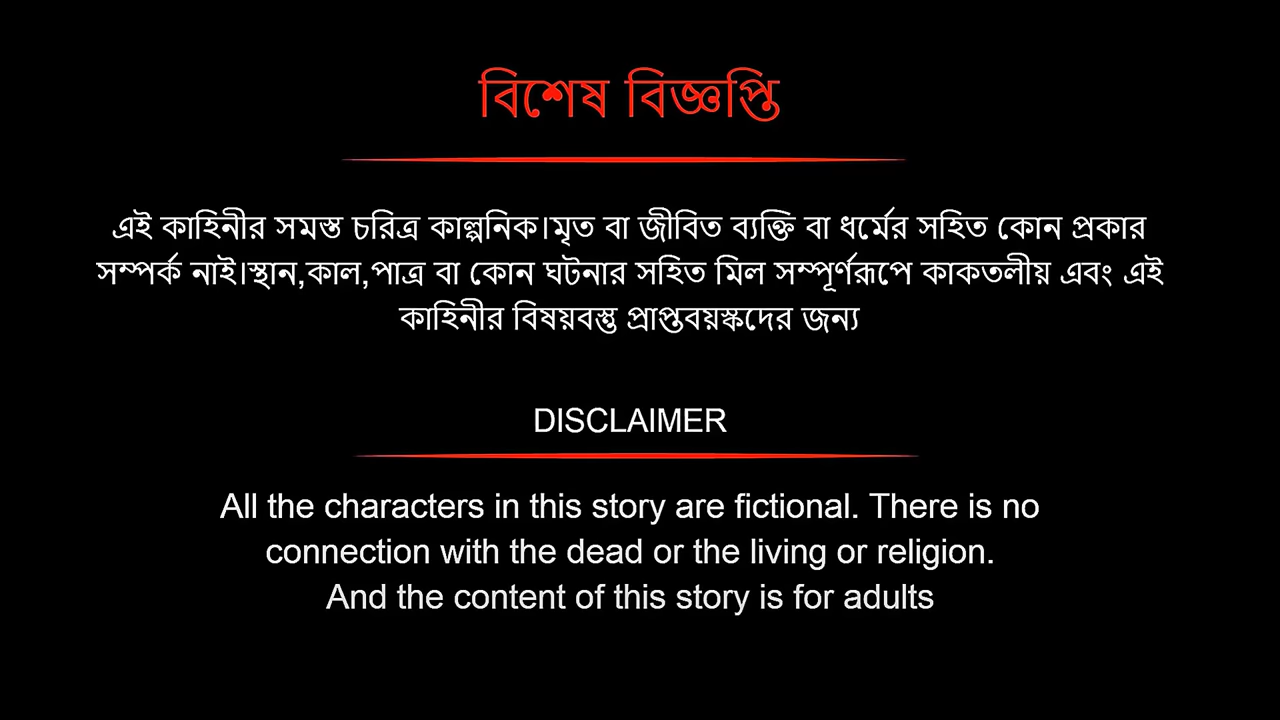 বিশেষ বিজ্ঞপ্তি
এই কাহিনীর সমস্ত চরিত্র কাল্পনিক।মৃত বা জীবিত ব্যক্তি বা ধর্মের সহিত কোন প্রকার
সম্পর্ক নাই।স্থান,কাল,পাত্র বা কোন ঘটনার সহিত মিল সম্পূর্ণরূপে কাকতলীয় এবং এই
কাহিনীর বিষয়বস্তু প্রাপ্তবয়স্কদের জন্য
DISCLAIMER
All the characters in this story are fictional. There is no
connection with the dead or the living or religion.
And the content of this story is for adults